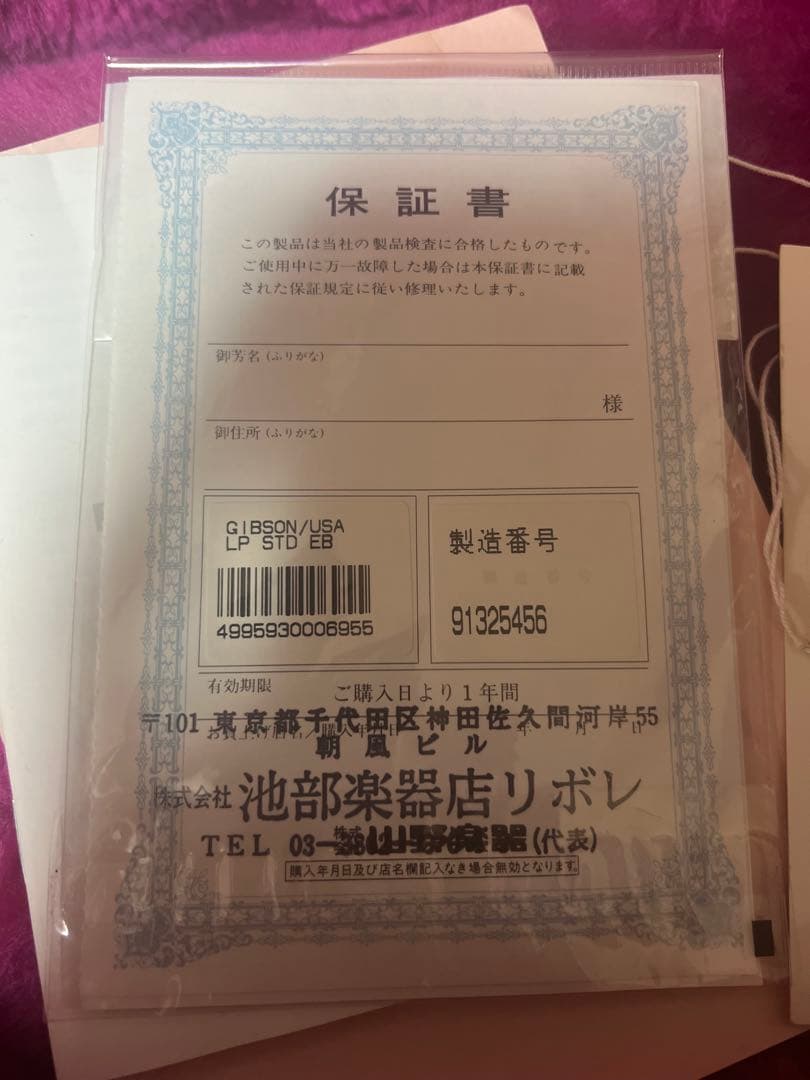 保証書
この製品は当社の製品検査に合格したものです。
ご使用中に万一故障した場合は本保証書に記載
された保証規定に従い修理いたします。
御芳名(ふりがな)
様
御住所(ふりがな)
GIBSON/USA
LP STD EB
4995930006955
製造番号
91325456
有効期限
ご購入日より1年間
〒101 東京都千代田区神田佐久間河岸55
年 月 日
朝風ビル
株式会社 池部楽器店リボレ
TEL 03- (代表)
購入年月日及び店名欄記入なき場合無効となります。